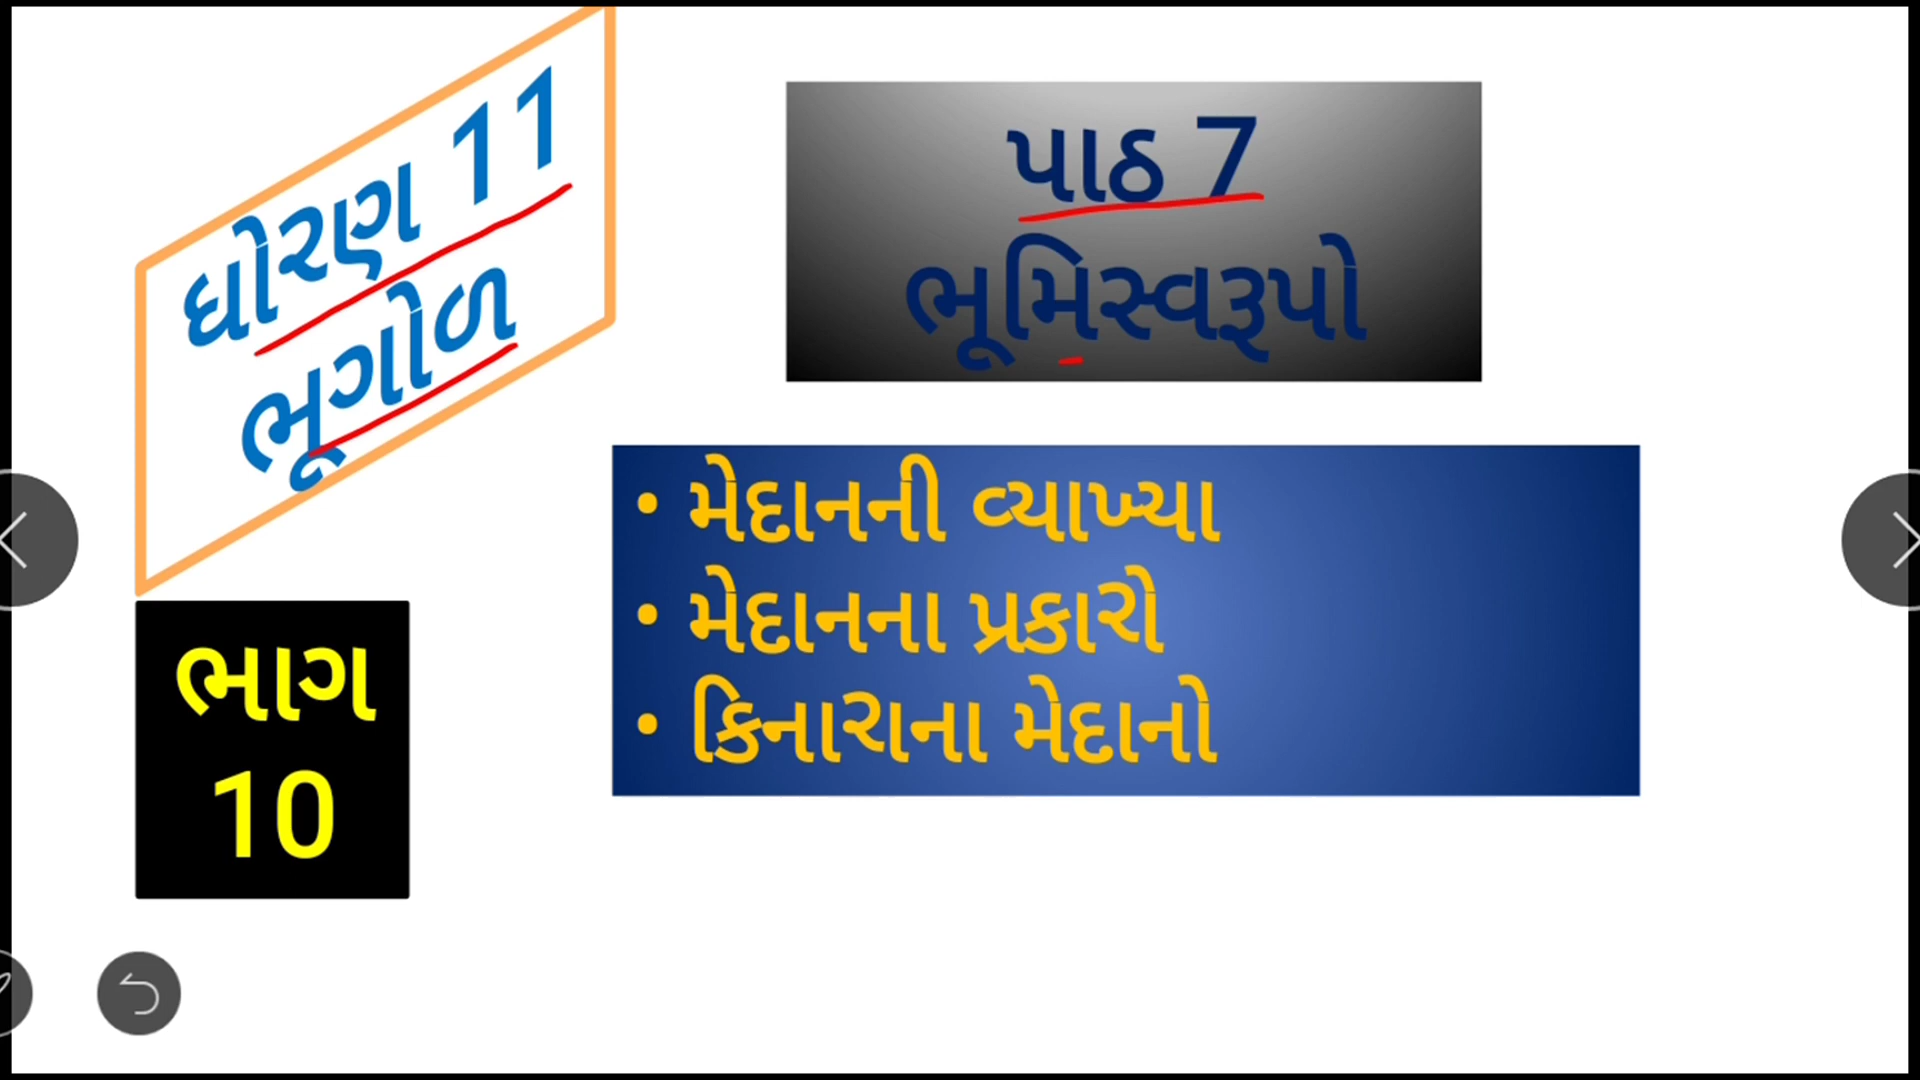 ધોરણ 11
ભૂગોળ
પાઠ 7
ભૂમિસ્વરૂપો
• મેદાનની વ્યાખ્યા
• મેદાનના પ્રકારો
• કિનારાના મેદાનો
ભાગ
10